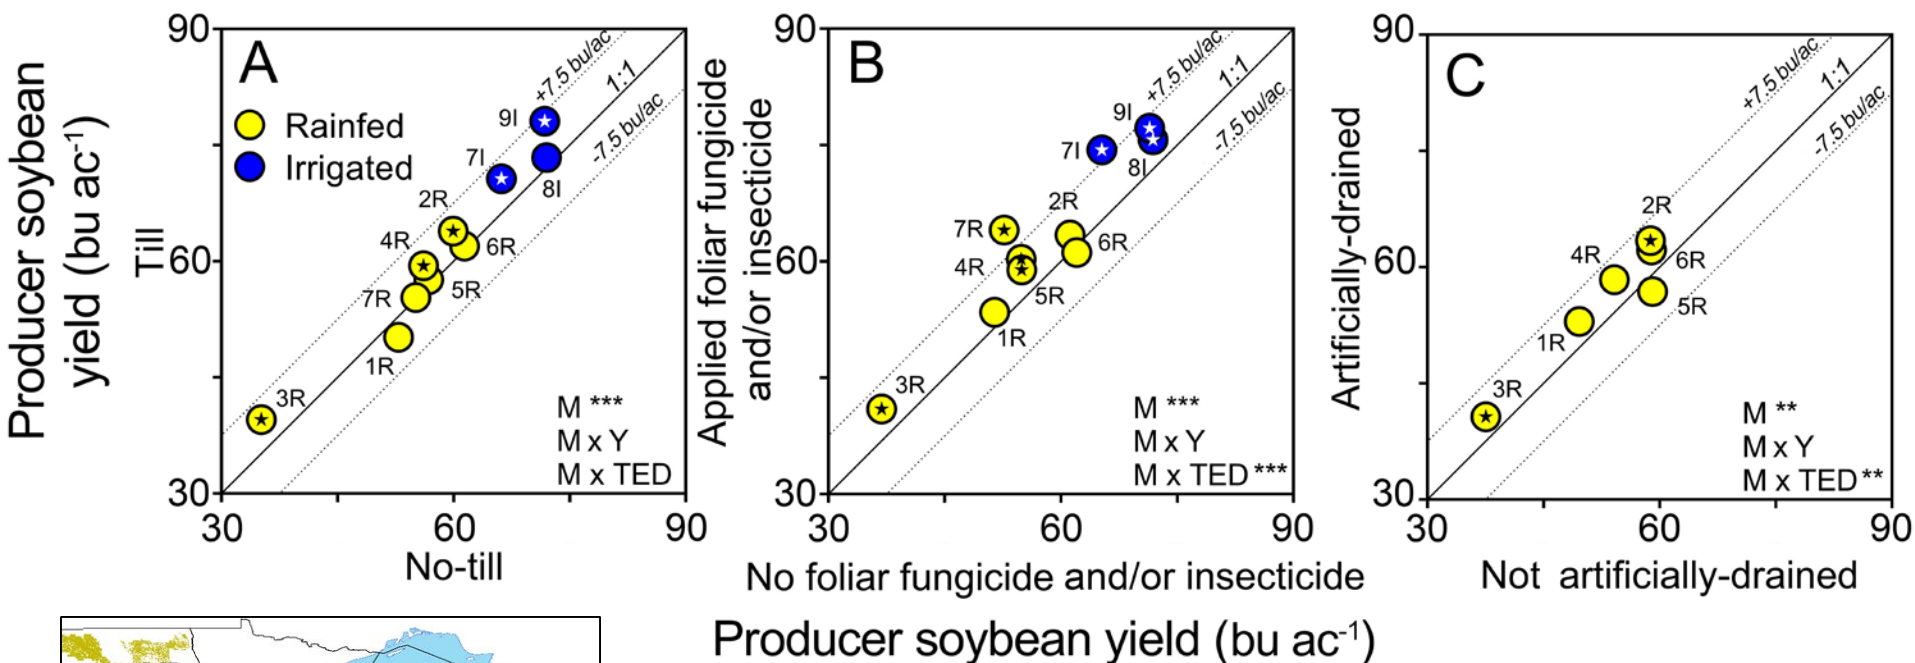 Producer soybean
yield (bu ac-1)
Till
90
60
30
A
Rainfed
Irrigated
+7.5 bu/ac
1:1
-7.5 bu/ac
9I
7I
8I
2R
4R
6R
7R
5R
1R
3R
M ***
M x Y
M x TED
30
60
90
No-till
Applied foliar fungicide
and/or insecticide
90
60
30
B
+7.5 bu/ac
1:1
-7.5 bu/ac
9I
7I
8I
2R
7R
6R
4R
5R
1R
3R
M ***
M x Y
M x TED ***
30
60
90
No foliar fungicide and/or insecticide
Artificially-drained
90
60
30
C
+7.5 bu/ac
1:1
-7.5 bu/ac
2R
4R
6R
5R
1R
3R
M **
M x Y
M x TED **
30
60
90
Not artificially-drained
Producer soybean yield (bu ac-1)